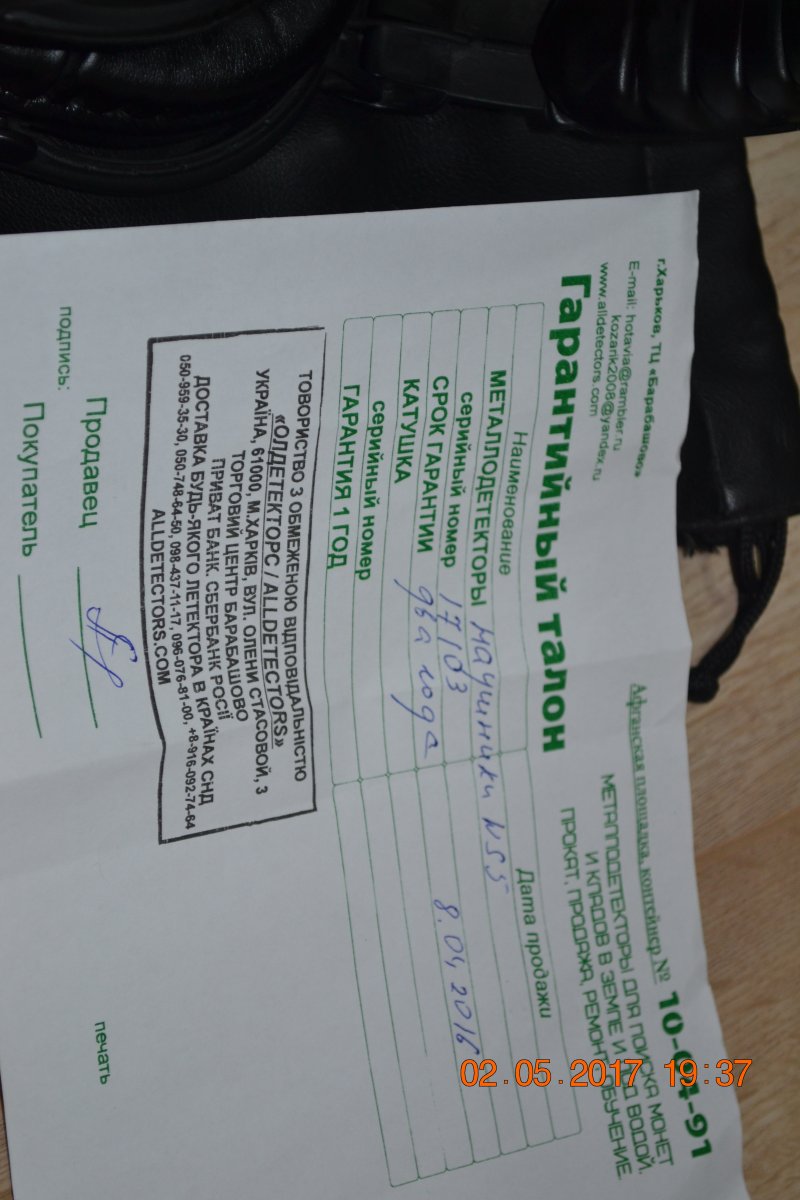 г.Харьков, ТЦ «Барабашово»
E-mail: hotavia@rambler.ru
kozarik2008@yandex.ru
www.alldetectors.com
Афганская площадка, контейнер № 10-04-91
МЕТАЛЛОДЕТЕКТОРЫ ДЛЯ ПОИСКА МОНЕТ
И КЛАДОВ В ЗЕМЛЕ И ПОД ВОДОЙ.
ПРОКАТ, ПРОДАЖА, РЕМОНТ, ОБУЧЕНИЕ.
Гарантийный талон
Наименование Дата продажи
МЕТАЛЛОДЕТЕКТОРЫ наушники WS5
серийный номер 17103
СРОК ГАРАНТИИ два года 8.04.2016
КАТУШКА
серийный номер
ГАРАНТИЯ 1 ГОД
ТОВОРИСТВО З ОБМЕЖЕНОЮ ВІДПОВІДАЛЬНІСТЮ
«ОЛДЕТЕКТОРС / ALLDETECTORS»
УКРАЇНА, 61000, М.ХАРКІВ, ВУЛ. ОЛЕНИ СТАСОВОЙ, 3
ТОРГОВИЙ ЦЕНТР БАРАБАШОВО
ПРИВАТ БАНК. СБЕРБАНК РОСІЇ
ДОСТАВКА БУДЬ-ЯКОГО ДЕТЕКТОРА В КРАЇНАХ СНД
050-959-35-30, 050-748-64-50, 098-437-11-17, 096-076-81-00, +8-916-092-74-64
ALLDETECTORS.COM
подпись: Продавец
Покупатель
печать
02.05.2017 19:37